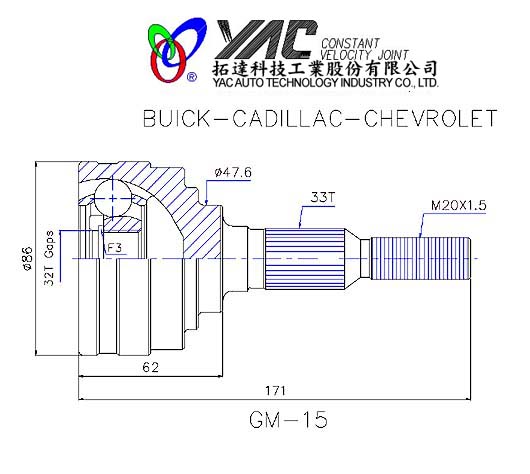 YAC CONSTANT
VELOCITY JOINT
®
拓達科技工業股份有限公司
YAC AUTO TECHNOLOGY INDUSTRY CO., LTD.
BUICK-CADILLAC-CHEVROLET
ø47.6
33T
M20X1.5
ø86
32T Gaps
F3
62
171
GM-15